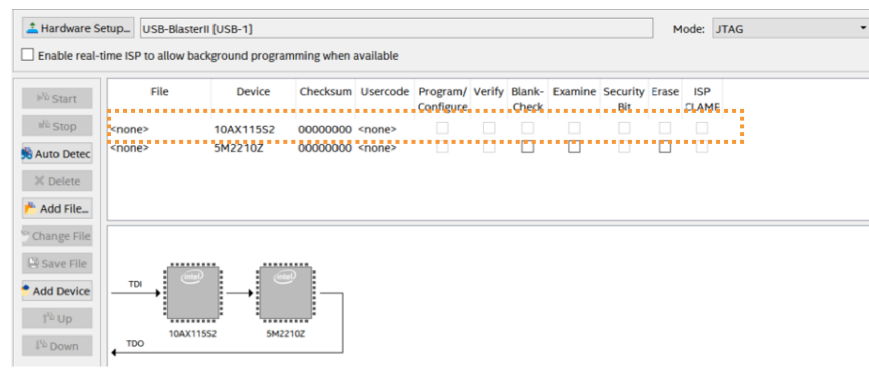 Hardware Setup... USB-BlasterII [USB-1] Mode: JTAG
Enable real-time ISP to allow background programming when available
File Device Checksum Usercode Program/ Verify Blank- Examine Security Erase ISP
Configure Check Bit CLAMP
Start
<none> 10AX115S2 00000000 <none>
Stop
<none> 5M2210Z 00000000 <none>
Auto Detec
Delete
Add File...
Change File
Save File
Add Device
Up
Down
intel intel
TDI
10AX115S2 5M2210Z
TDO